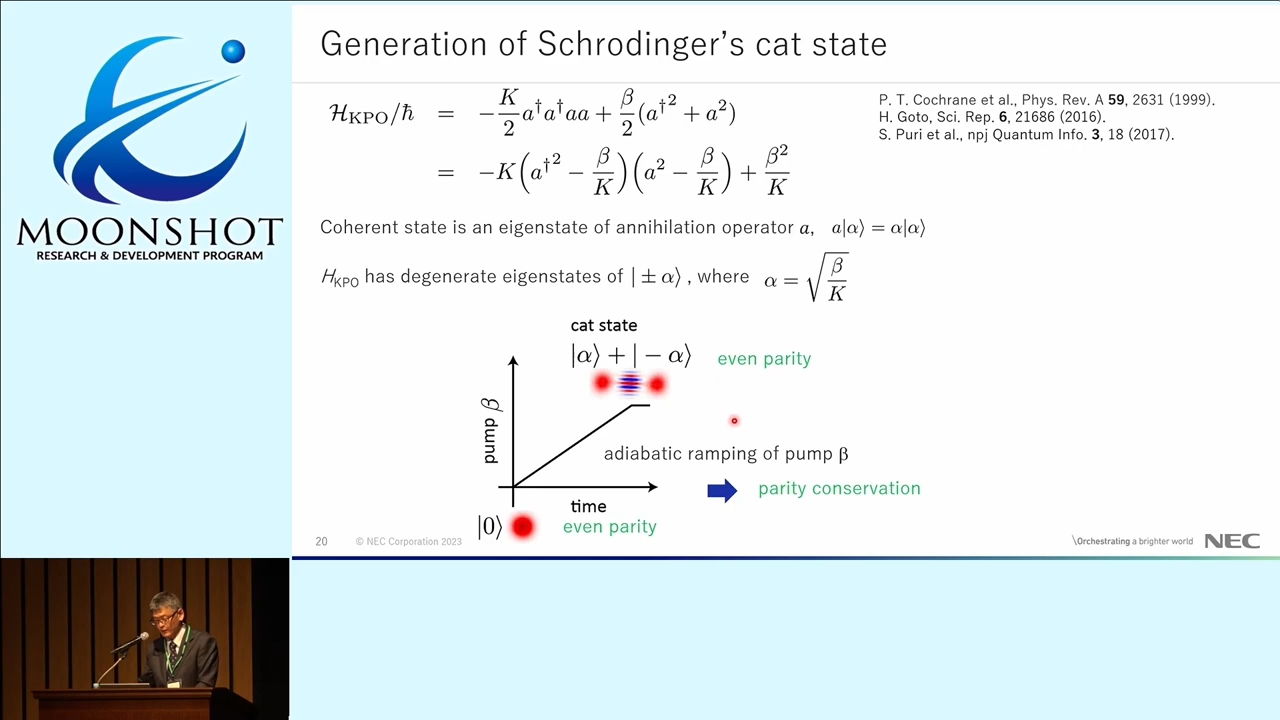 Generation of Schrodinger's cat state
ℋ_KPO/ħ = −K/2 a†a†aa + β/2 (a†² + a²)
= −K(a†² − β/K)(a² − β/K) + β²/K
P. T. Cochrane et al., Phys. Rev. A 59, 2631 (1999).
H. Goto, Sci. Rep. 6, 21686 (2016).
S. Puri et al., npj Quantum Info. 3, 18 (2017).
Coherent state is an eigenstate of annihilation operator a, a|α⟩ = α|α⟩
H_KPO has degenerate eigenstates of | ± α⟩ , where α = √(β/K)
cat state
|α⟩ + | − α⟩ even parity
pump β
adiabatic ramping of pump β
parity conservation
time
|0⟩ even parity
20 © NEC Corporation 2023
\Orchestrating a brighter world NEC
MOONSHOT
RESEARCH & DEVELOPMENT PROGRAM